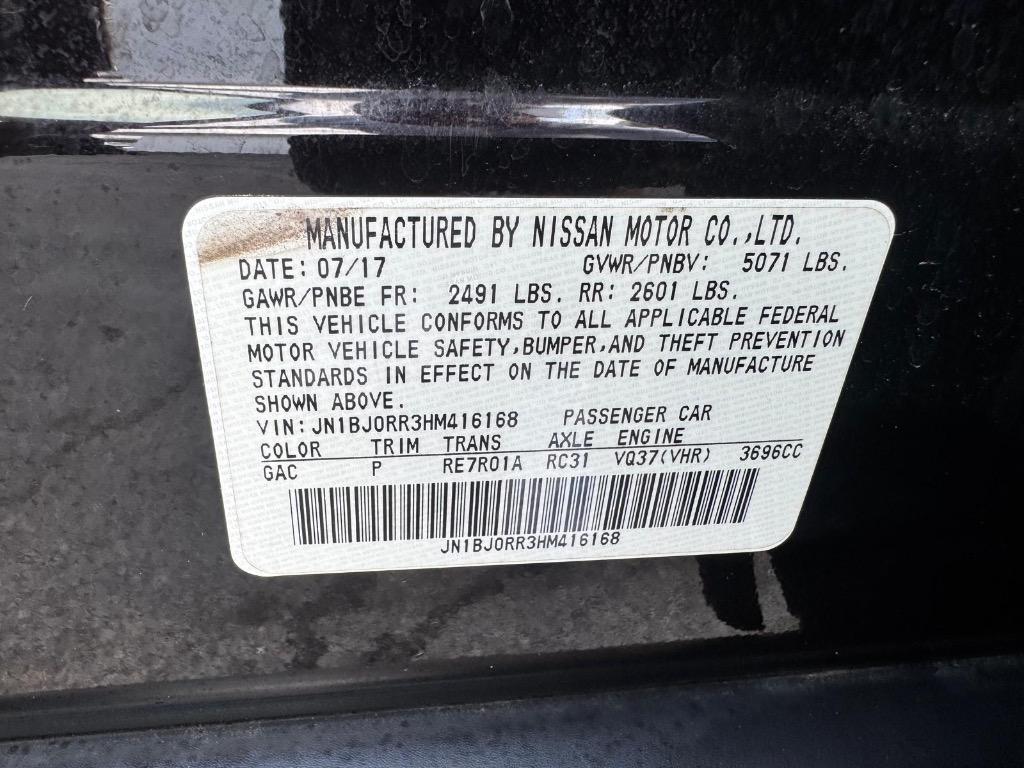 MANUFACTURED BY NISSAN MOTOR CO.,LTD.
DATE: 07/17 GVWR/PNBV: 5071 LBS.
GAWR/PNBE FR: 2491 LBS. RR: 2601 LBS.
THIS VEHICLE CONFORMS TO ALL APPLICABLE FEDERAL
MOTOR VEHICLE SAFETY,BUMPER,AND THEFT PREVENTION
STANDARDS IN EFFECT ON THE DATE OF MANUFACTURE
SHOWN ABOVE.
VIN: JN1BJ0RR3HM416168 PASSENGER CAR
COLOR TRIM TRANS AXLE ENGINE
GAC P RE7R01A RC31 VQ37(VHR) 3696CC
JN1BJ0RR3HM416168